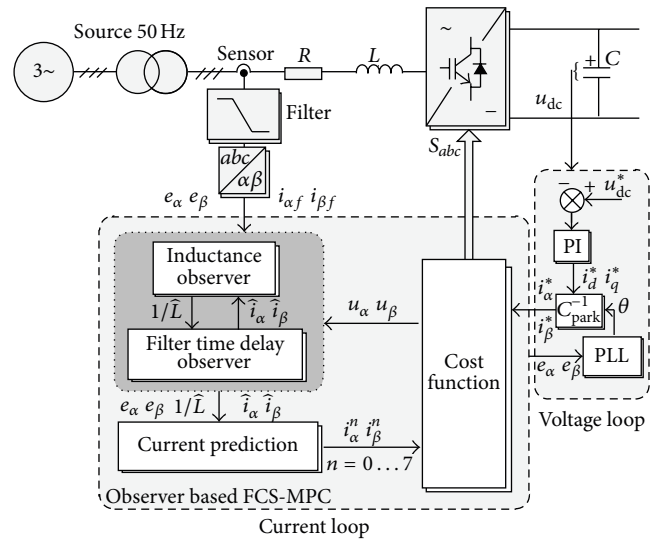 Source 50 Hz
3~
Sensor
R
L
~
−
+
C
u_dc
Filter
abc
αβ
S_abc
e_α e_β
i_αf i_βf
− + u*_dc
PI
i*_d i*_q
C^−1_park
θ
PLL
i*_α
i*_β
e_α e_β
Voltage loop
Inductance
observer
1/L̂
î_α î_β
Filter time delay
observer
u_α u_β
Cost
function
e_α e_β 1/L̂
î_α î_β
Current prediction
i^n_α i^n_β
n = 0 . . . 7
Observer based FCS-MPC
Current loop